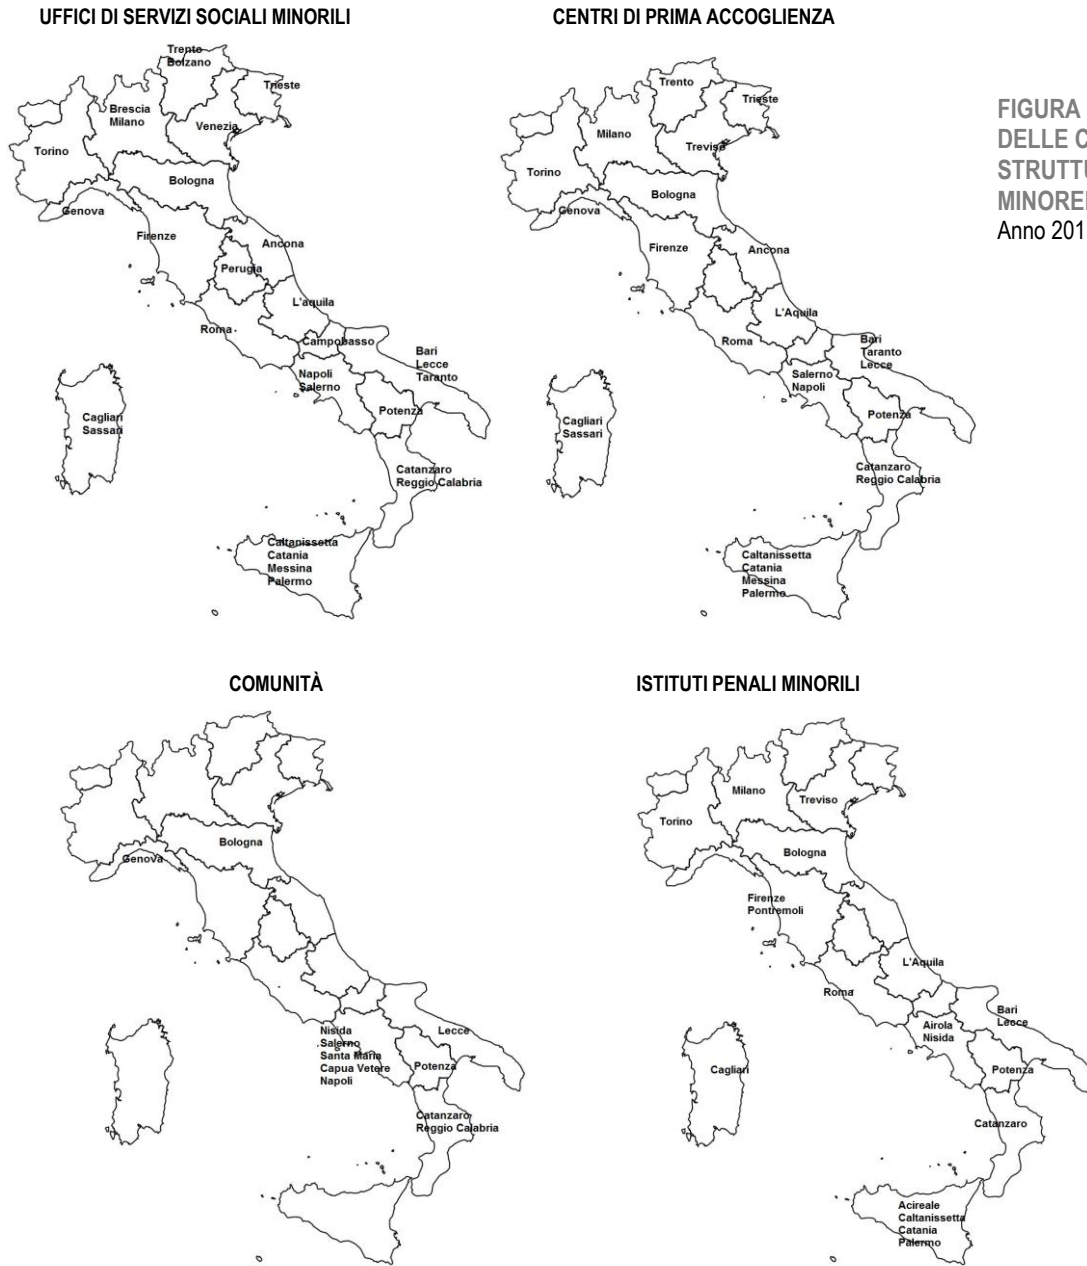 UFFICI DI SERVIZI SOCIALI MINORILI
Trento
Bolzano
Trieste
Brescia
Milano
Venezia
Torino
Bologna
Genova
Firenze
Ancona
Perugia
L'aquila
Roma
Campobasso
Bari
Lecce
Taranto
Napoli
Salerno
Potenza
Cagliari
Sassari
Catanzaro
Reggio Calabria
Caltanissetta
Catania
Messina
Palermo
CENTRI DI PRIMA ACCOGLIENZA
Trento
Trieste
Milano
Treviso
Torino
Bologna
Genova
Firenze
Ancona
L'Aquila
Roma
Bari
Taranto
Lecce
Salerno
Napoli
Potenza
Cagliari
Sassari
Catanzaro
Reggio Calabria
Caltanissetta
Catania
Messina
Palermo
FIGURA
DELLE C
STRUTTU
MINORE
Anno 201
COMUNITÀ
Bologna
Genova
Nisida
Salerno
Santa Maria
Capua Vetere
Napoli
Lecce
Potenza
Catanzaro
Reggio Calabria
ISTITUTI PENALI MINORILI
Milano
Treviso
Torino
Bologna
Firenze
Pontremoli
L'Aquila
Roma
Bari
Lecce
Airola
Nisida
Cagliari
Potenza
Catanzaro
Acireale
Caltanissetta
Catania
Palermo